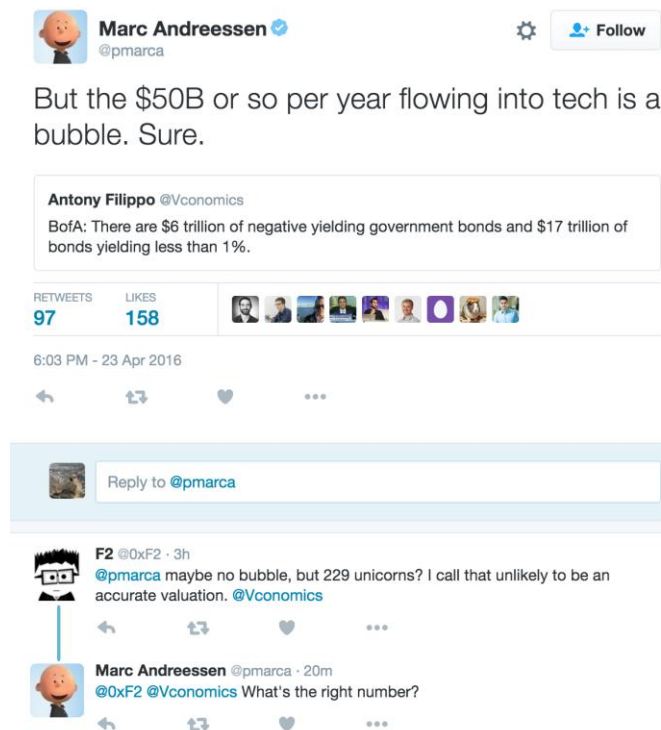 Marc Andreessen
@pmarca
Follow
But the $50B or so per year flowing into tech is a
bubble. Sure.
Antony Filippo @Vconomics
BofA: There are $6 trillion of negative yielding government bonds and $17 trillion of
bonds yielding less than 1%.
RETWEETS LIKES
97 158
6:03 PM - 23 Apr 2016
Reply to @pmarca
F2 @0xF2 · 3h
@pmarca maybe no bubble, but 229 unicorns? I call that unlikely to be an
accurate valuation. @Vconomics
Marc Andreessen @pmarca · 20m
@0xF2 @Vconomics What's the right number?